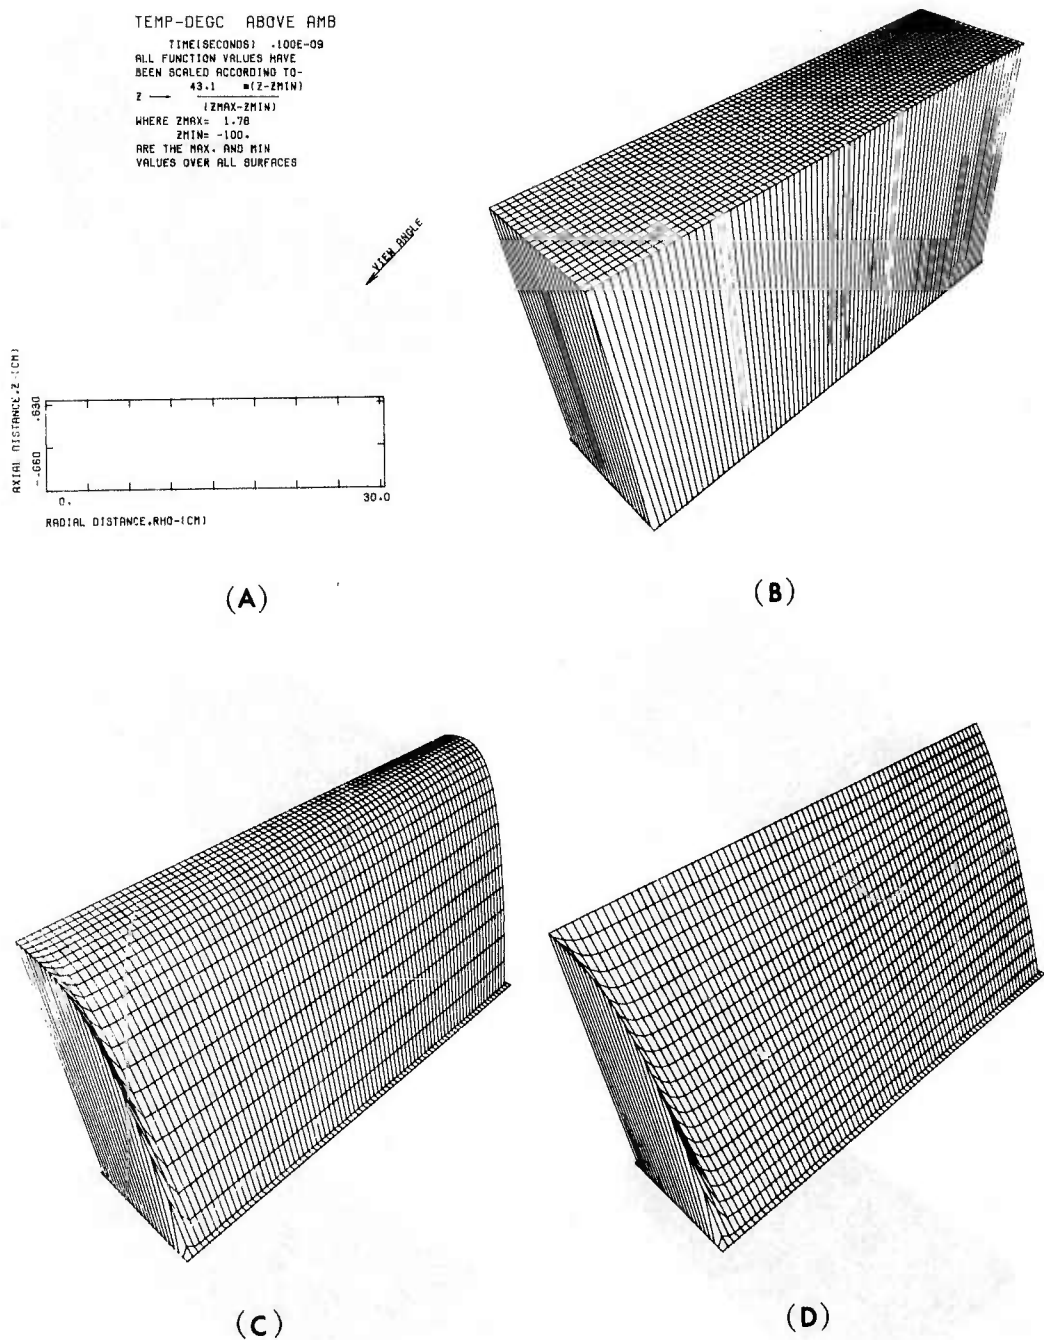 TEMP-DEGC ABOVE AMB
TIME(SECONDS) .100E-09
ALL FUNCTION VALUES HAVE
BEEN SCALED ACCORDING TO-
43.1 *(Z-ZMIN)
Z →
(ZMAX-ZMIN)
WHERE ZMAX= 1.78
ZMIN= -100.
ARE THE MAX. AND MIN
VALUES OVER ALL SURFACES
VIEW ANGLE
AXIAL DISTANCE.Z-(CM)
.630
-.660
0. 30.0
RADIAL DISTANCE.RHO-(CM)
(A)
(B)
(C)
(D)